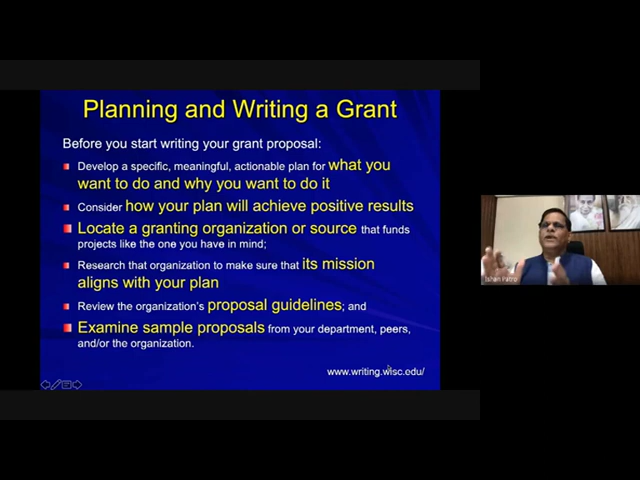 Planning and Writing a Grant
Before you start writing your grant proposal:
Develop a specific, meaningful, actionable plan for what you
want to do and why you want to do it
Consider how your plan will achieve positive results
Locate a granting organization or source that funds
projects like the one you have in mind;
Research that organization to make sure that its mission
aligns with your plan
Review the organization's proposal guidelines; and
Examine sample proposals from your department, peers,
and/or the organization.
www.writing.wisc.edu/
Ishan Patro